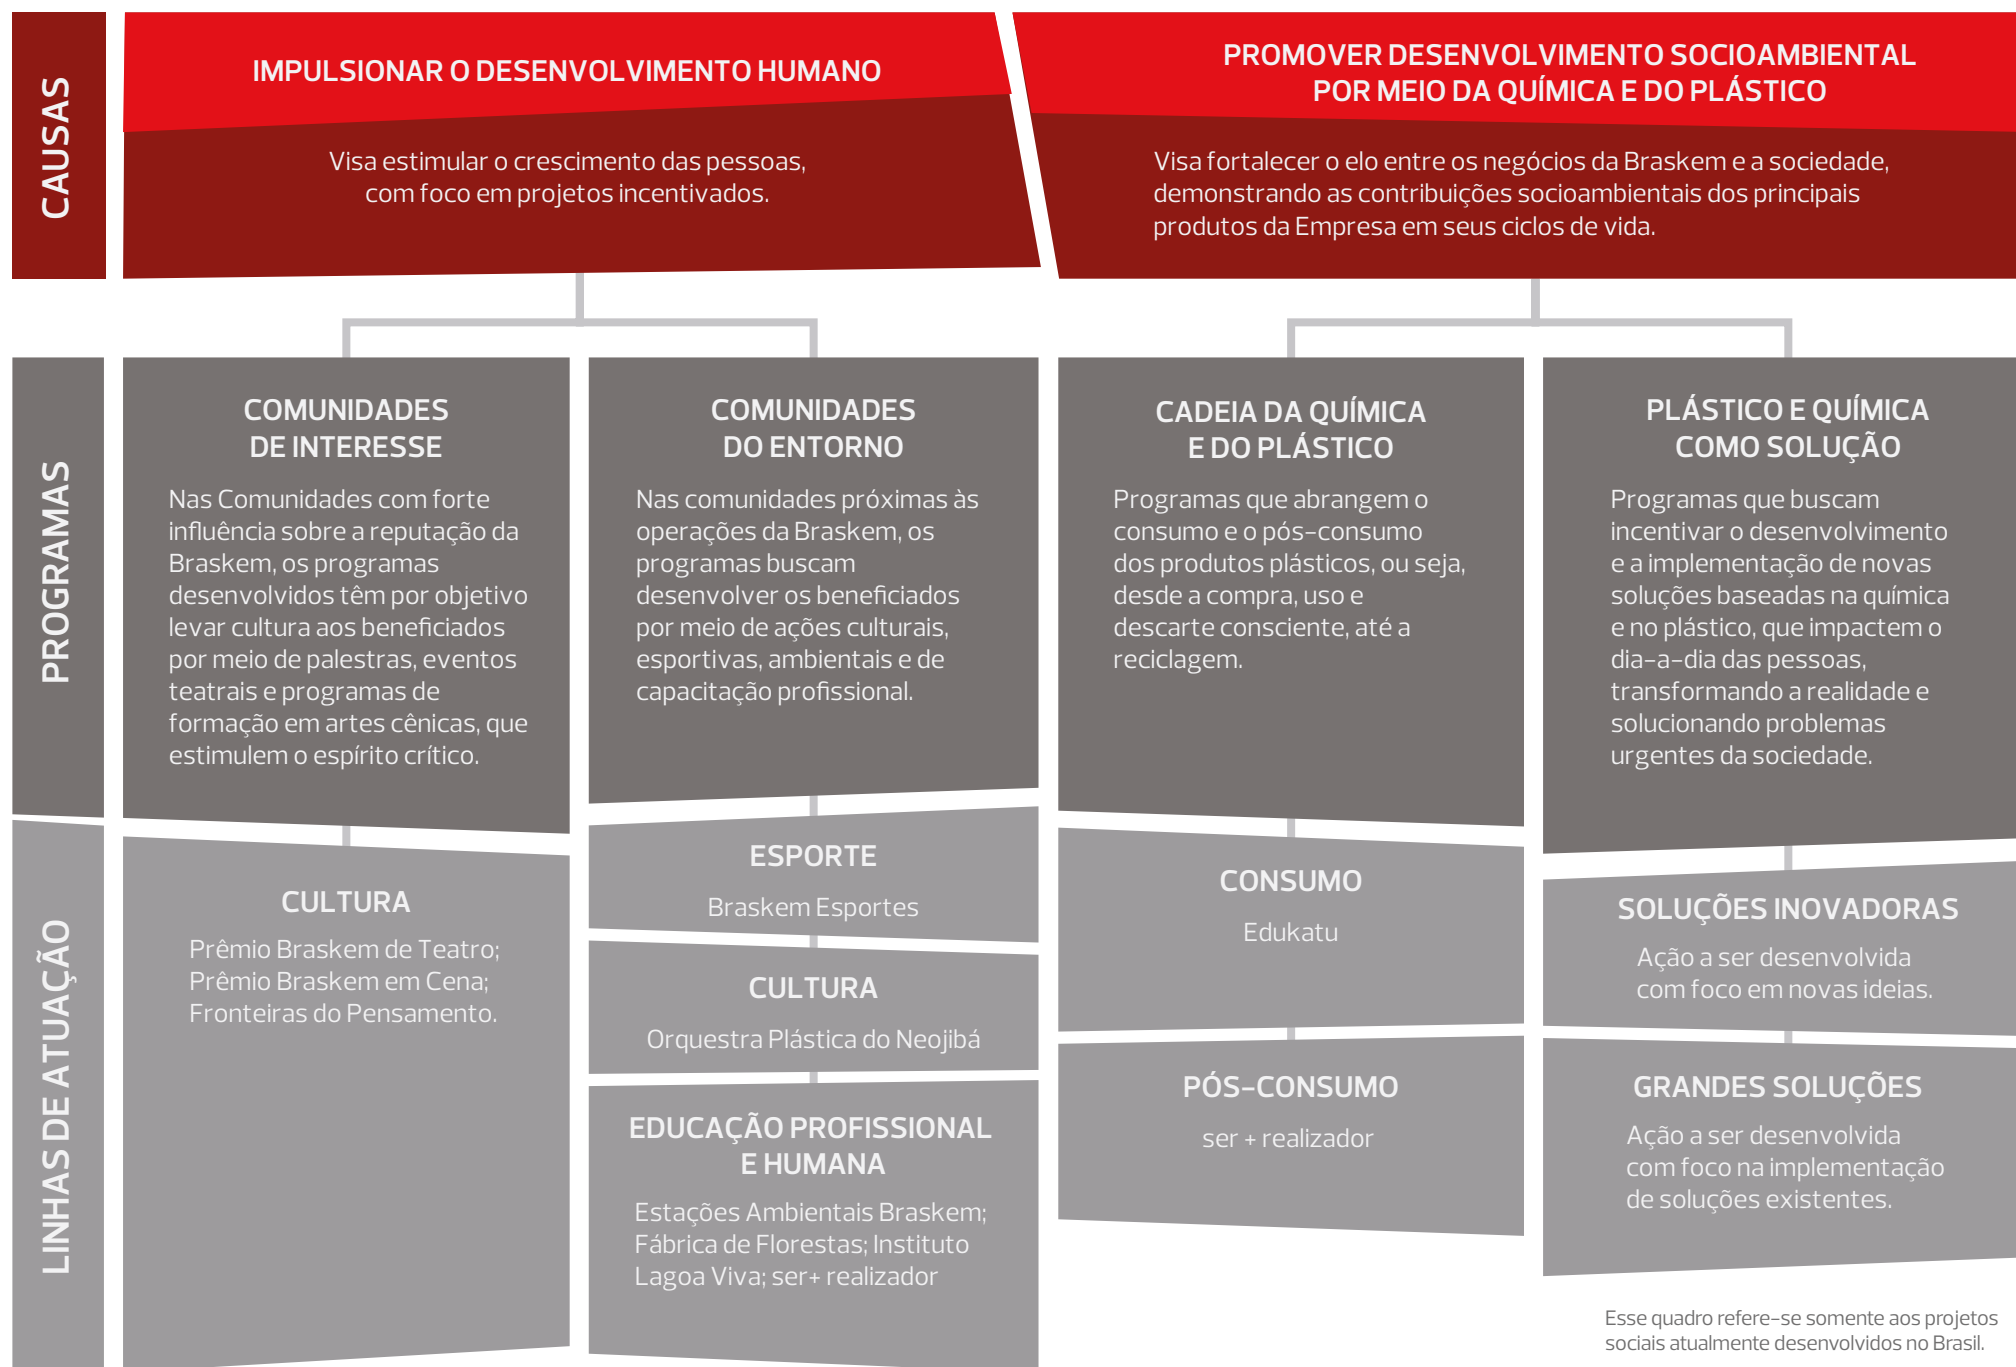 CAUSAS
IMPULSIONAR O DESENVOLVIMENTO HUMANO
Visa estimular o crescimento das pessoas,
com foco em projetos incentivados.
PROMOVER DESENVOLVIMENTO SOCIOAMBIENTAL
POR MEIO DA QUÍMICA E DO PLÁSTICO
Visa fortalecer o elo entre os negócios da Braskem e a sociedade,
demonstrando as contribuições socioambientais dos principais
produtos da Empresa em seus ciclos de vida.
PROGRAMAS
COMUNIDADES
DE INTERESSE
Nas Comunidades com forte
influência sobre a reputação da
Braskem, os programas
desenvolvidos têm por objetivo
levar cultura aos beneficiados
por meio de palestras, eventos
teatrais e programas de
formação em artes cênicas, que
estimulem o espírito crítico.
COMUNIDADES
DO ENTORNO
Nas comunidades próximas às
operações da Braskem, os
programas buscam
desenvolver os beneficiados
por meio de ações culturais,
esportivas, ambientais e de
capacitação profissional.
CADEIA DA QUÍMICA
E DO PLÁSTICO
Programas que abrangem o
consumo e o pós-consumo
dos produtos plásticos, ou seja,
desde a compra, uso e
descarte consciente, até a
reciclagem.
PLÁSTICO E QUÍMICA
COMO SOLUÇÃO
Programas que buscam
incentivar o desenvolvimento
e a implementação de novas
soluções baseadas na química
e no plástico, que impactem o
dia-a-dia das pessoas,
transformando a realidade e
solucionando problemas
urgentes da sociedade.
LINHAS DE ATUAÇÃO
CULTURA
Prêmio Braskem de Teatro;
Prêmio Braskem em Cena;
Fronteiras do Pensamento.
ESPORTE
Braskem Esportes
CULTURA
Orquestra Plástica do Neojibá
EDUCAÇÃO PROFISSIONAL
E HUMANA
Estações Ambientais Braskem;
Fábrica de Florestas; Instituto
Lagoa Viva; ser+ realizador
CONSUMO
Edukatu
PÓS-CONSUMO
ser + realizador
SOLUÇÕES INOVADORAS
Ação a ser desenvolvida
com foco em novas ideias.
GRANDES SOLUÇÕES
Ação a ser desenvolvida
com foco na implementação
de soluções existentes.
Esse quadro refere-se somente aos projetos
sociais atualmente desenvolvidos no Brasil.